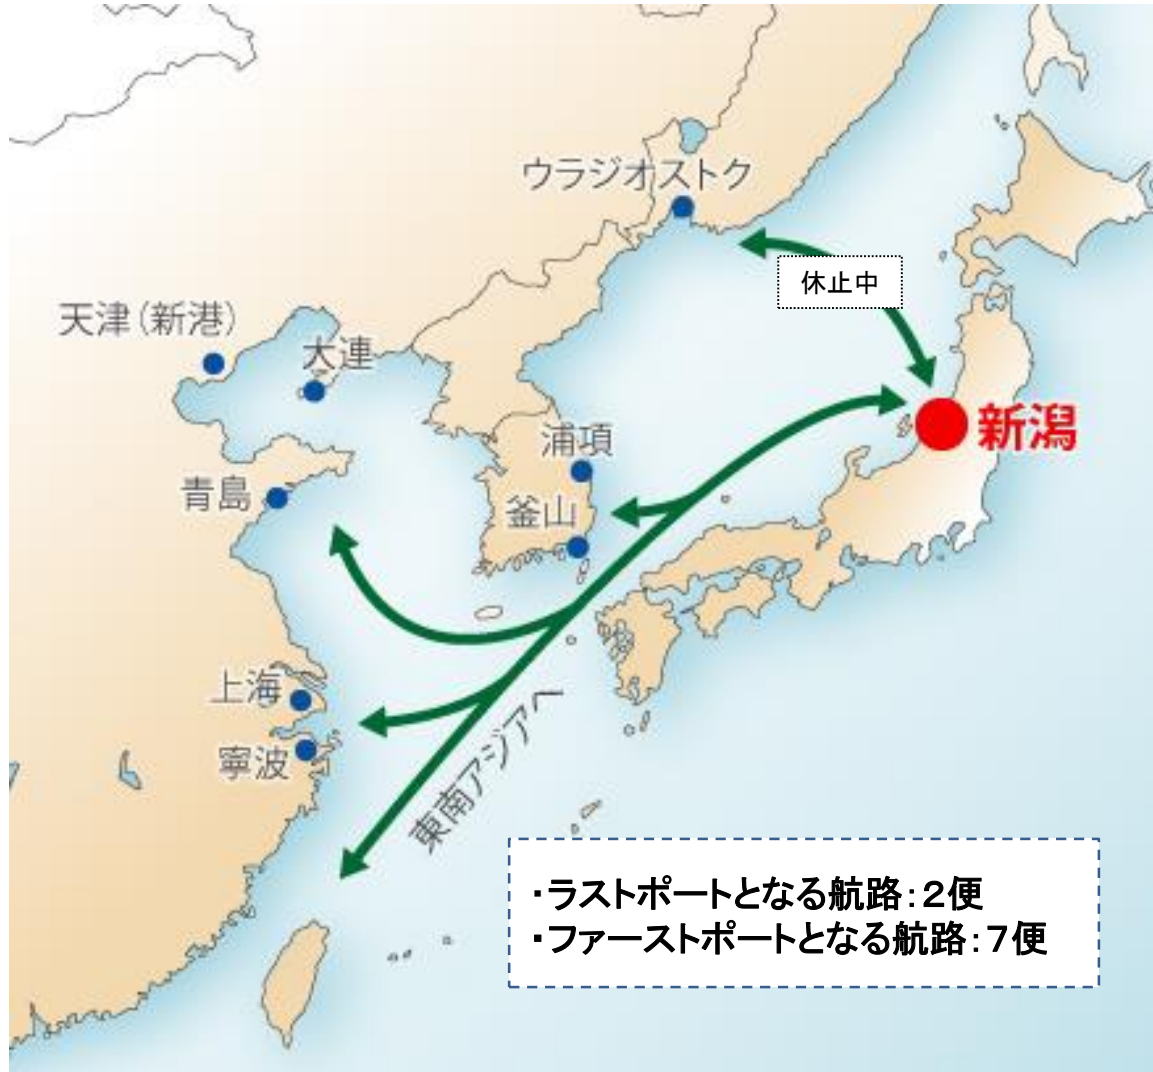 ウラジオストク
休止中
天津(新港)
大連
新潟
浦項
青島
釜山
上海
寧波
東南アジアへ
・ラストポートとなる航路：２便
・ファーストポートとなる航路：７便